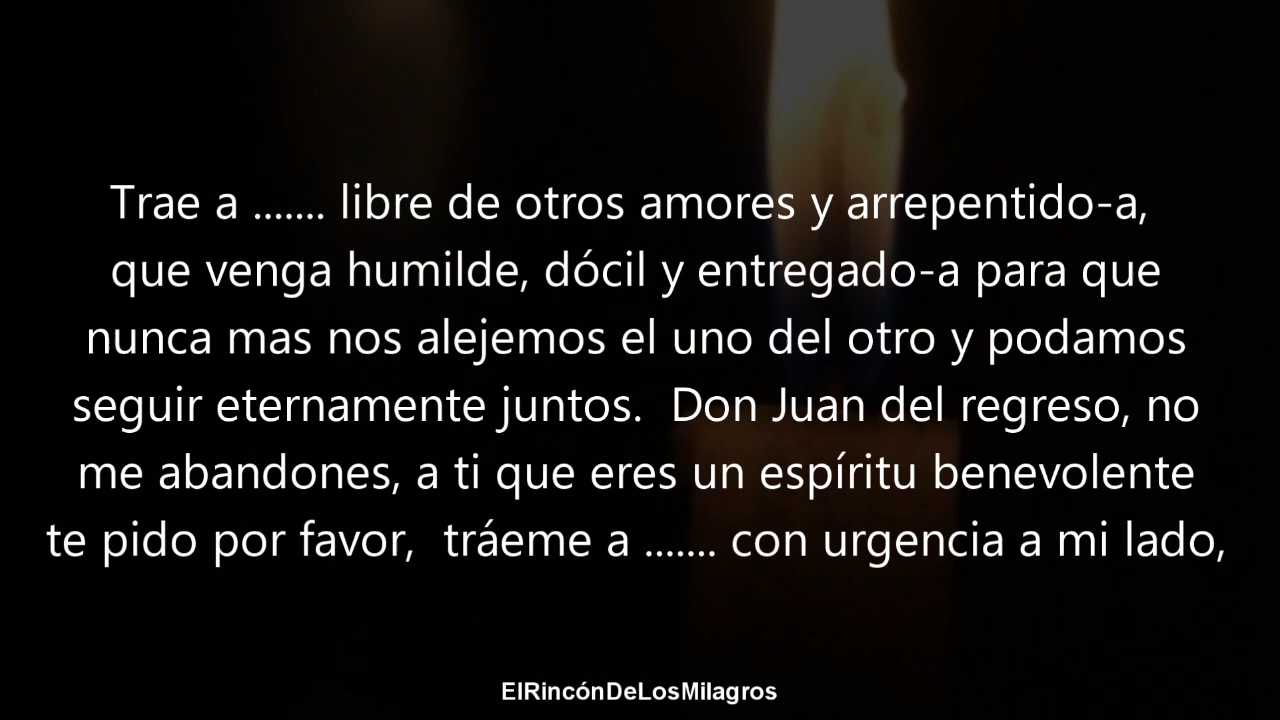 Trae a ....... libre de otros amores y arrepentido-a,
que venga humilde, dócil y entregado-a para que
nunca mas nos alejemos el uno del otro y podamos
seguir eternamente juntos.  Don Juan del regreso, no
me abandones, a ti que eres un espíritu benevolente
te pido por favor,  tráeme a ....... con urgencia a mi lado,
ElRincónDeLosMilagros